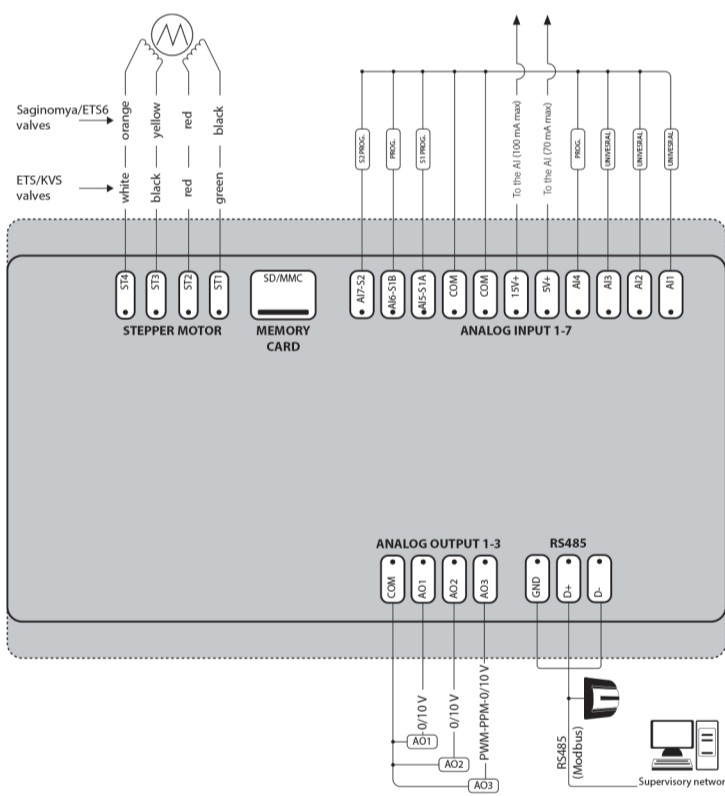 Saginomya/ETS6
valves
orange
yellow
red
black
ETS/KVS
valves
white
black
red
green
S2 PROG.
PROG.
S1 PROG.
To the AI (100 mA max)
To the AI (70 mA max)
PROG.
UNIVESRAL
UNIVESRAL
UNIVESRAL
ST4
ST3
ST2
ST1
SD/MMC
AI7-S2
AI6-S1B
AI5-S1A
COM
COM
15V+
5V+
AI4
AI3
AI2
AI1
STEPPER MOTOR
MEMORY
CARD
ANALOG INPUT 1-7
ANALOG OUTPUT 1-3
RS485
COM
AO1
AO2
AO3
GND
D+
D-
0/10 V
0/10 V
PWM-PPM-0/10 V
AO1
AO2
AO3
RS485
(Modbus)
Supervisory networ